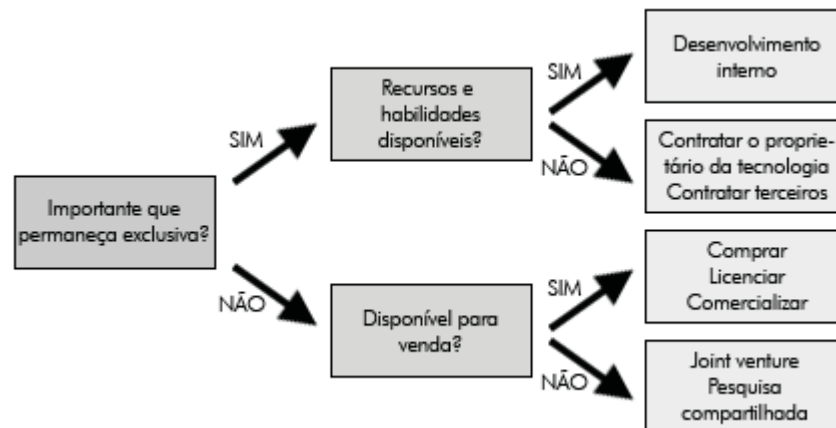 Importante que
permaneça exclusiva?
SIM
NÃO
Recursos e
habilidades
disponíveis?
SIM
NÃO
Desenvolvimento
interno
Contratar o proprie-
tário da tecnologia
Contratar terceiros
Disponível para
venda?
SIM
NÃO
Comprar
Licenciar
Comercializar
Joint venture
Pesquisa
compartilhada